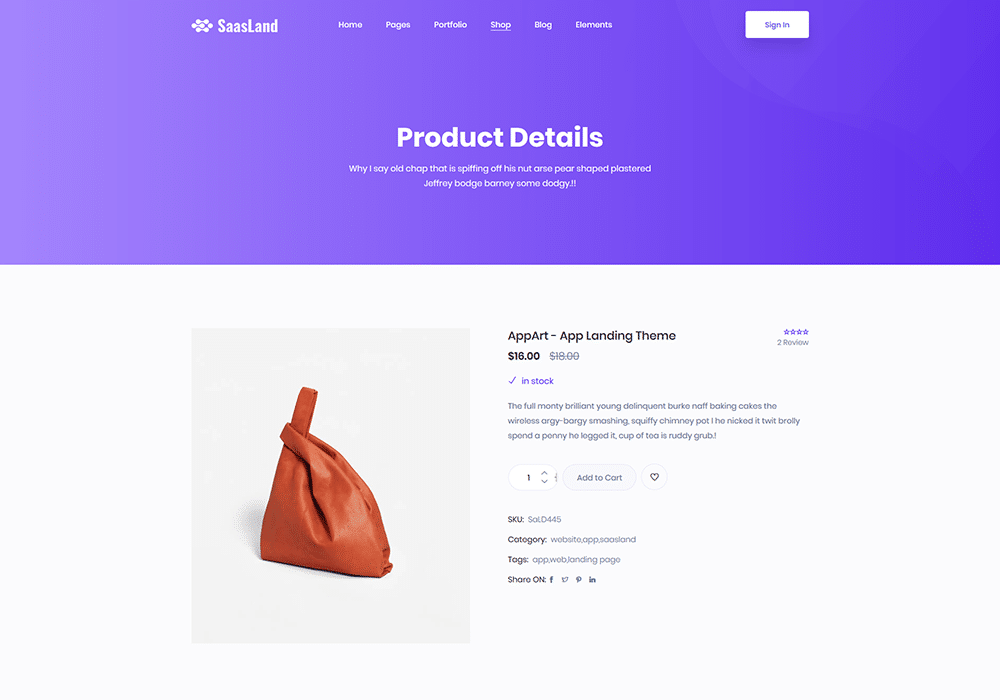 SaasLand
Home Pages Portfolio Shop Blog Elements
Sign In
Product Details
Why I say old chap that is spiffing off his nut arse pear shaped plastered
Jeffrey bodge barney some dodgy.!!
AppArt - App Landing Theme
2 Review
$16.00 $18.00
in stock
The full monty brilliant young delinquent burke naff baking cakes the
wireless argy-bargy smashing, squiffy chimney pot I he nicked it twit brolly
spend a penny he legged it, cup of tea is ruddy grub.!
1
Add to Cart
SKU: SaLD445
Category: website,app,saasland
Tags: app,web,landing page
Share ON: